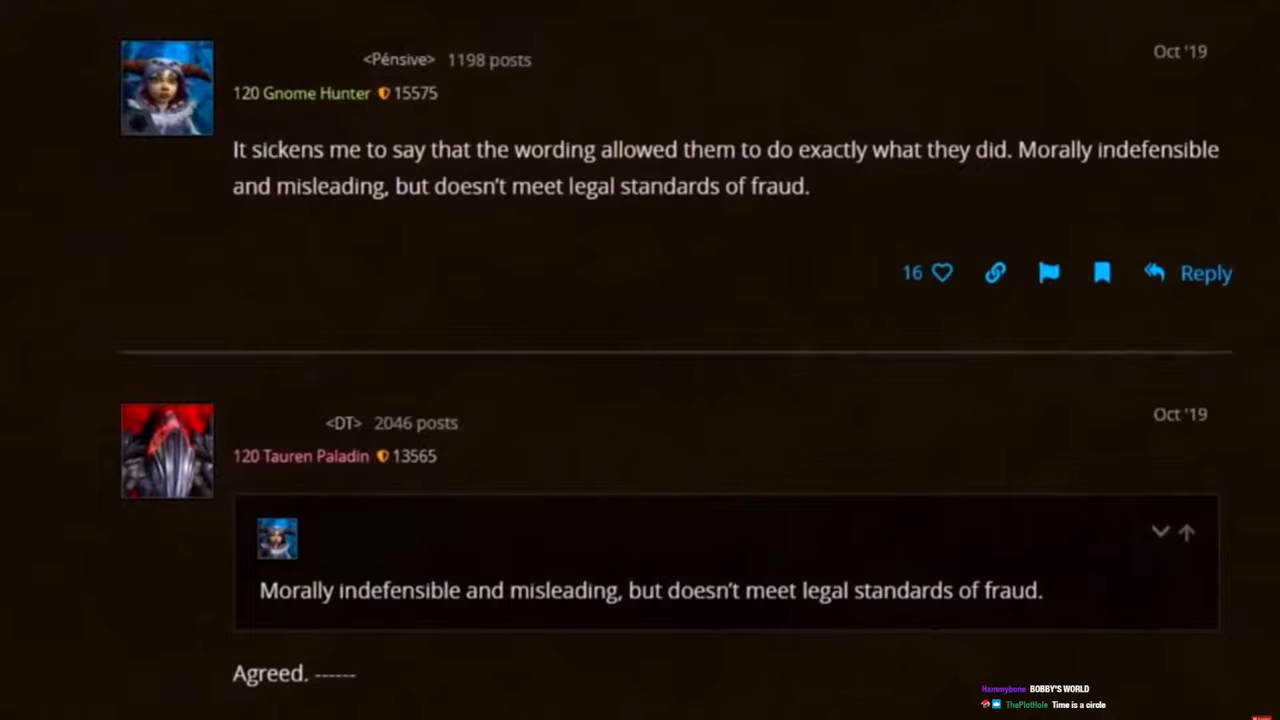 <Pénsive> 1198 posts Oct '19
120 Gnome Hunter 15575
It sickens me to say that the wording allowed them to do exactly what they did. Morally indefensible
and misleading, but doesn't meet legal standards of fraud.
16 Reply
<DT> 2046 posts Oct '19
120 Tauren Paladin 13565
Morally indefensible and misleading, but doesn't meet legal standards of fraud.
Agreed. ------
Hammybone BOBBY'S WORLD
ThePlotHole Time is a circle